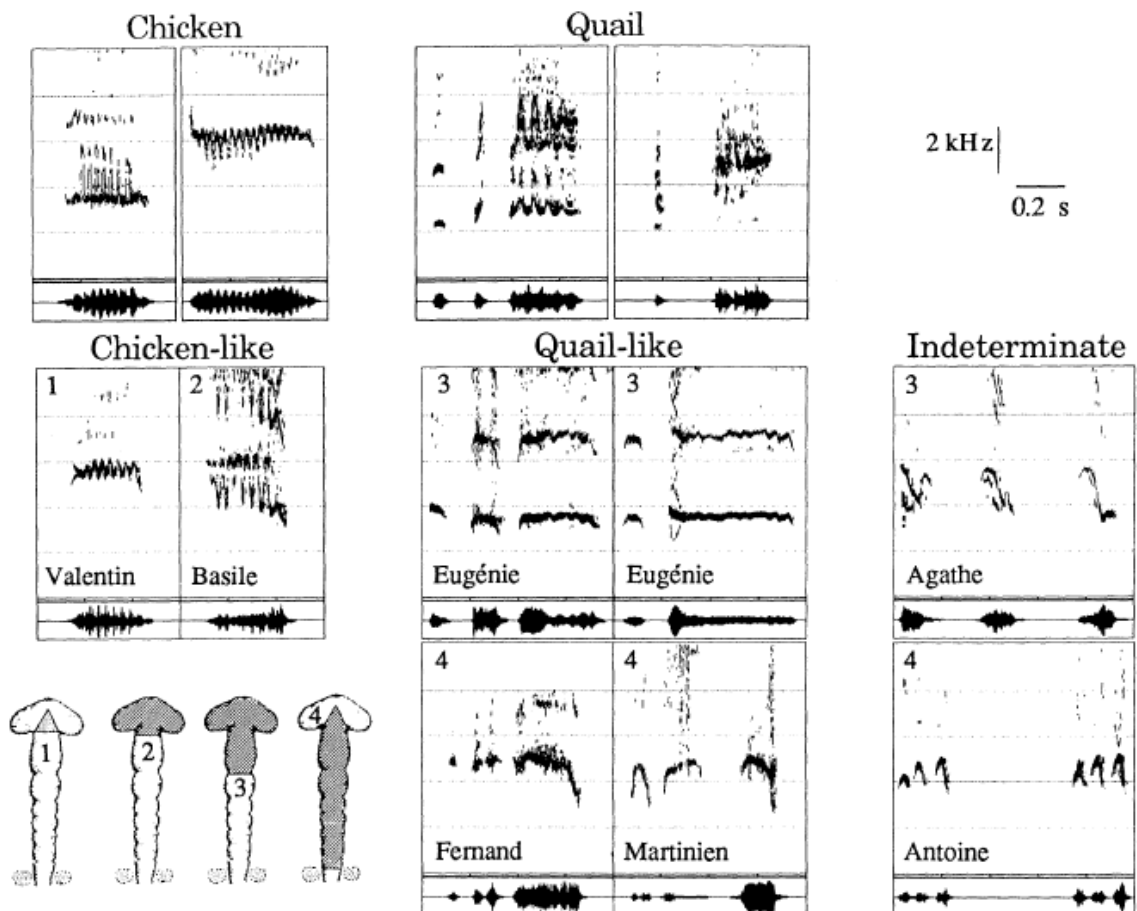 Chicken
Quail
2 kHz
0.2 s
Chicken-like
Quail-like
Indeterminate
1
2
3
3
3
Valentin
Basile
Eugénie
Eugénie
Agathe
4
4
4
1
2
3
4
Fernand
Martinien
Antoine